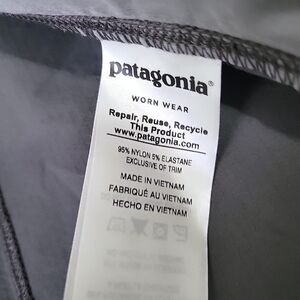 patagonia®
WORN WEAR
Repair, Reuse, Recycle
This Product
www.patagonia.com
95% NYLON 5% ELASTANE
EXCLUSIVE OF TRIM
MADE IN VIETNAM
FABRIQUÉ AU VIETNAM
HECHO EN VIETNAM